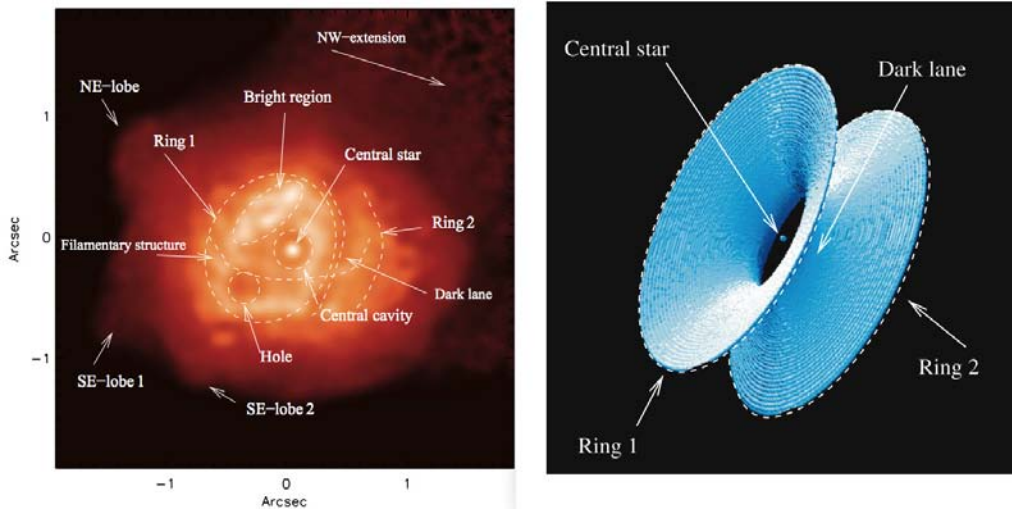 NW-extension
NE-lobe
Bright region
Ring 1
Central star
Ring 2
Filamentary structure
Dark lane
Central cavity
Hole
SE-lobe 1
SE-lobe 2
1
0
-1
Arcsec
-1
0
1
Arcsec
Central star
Dark lane
Ring 2
Ring 1